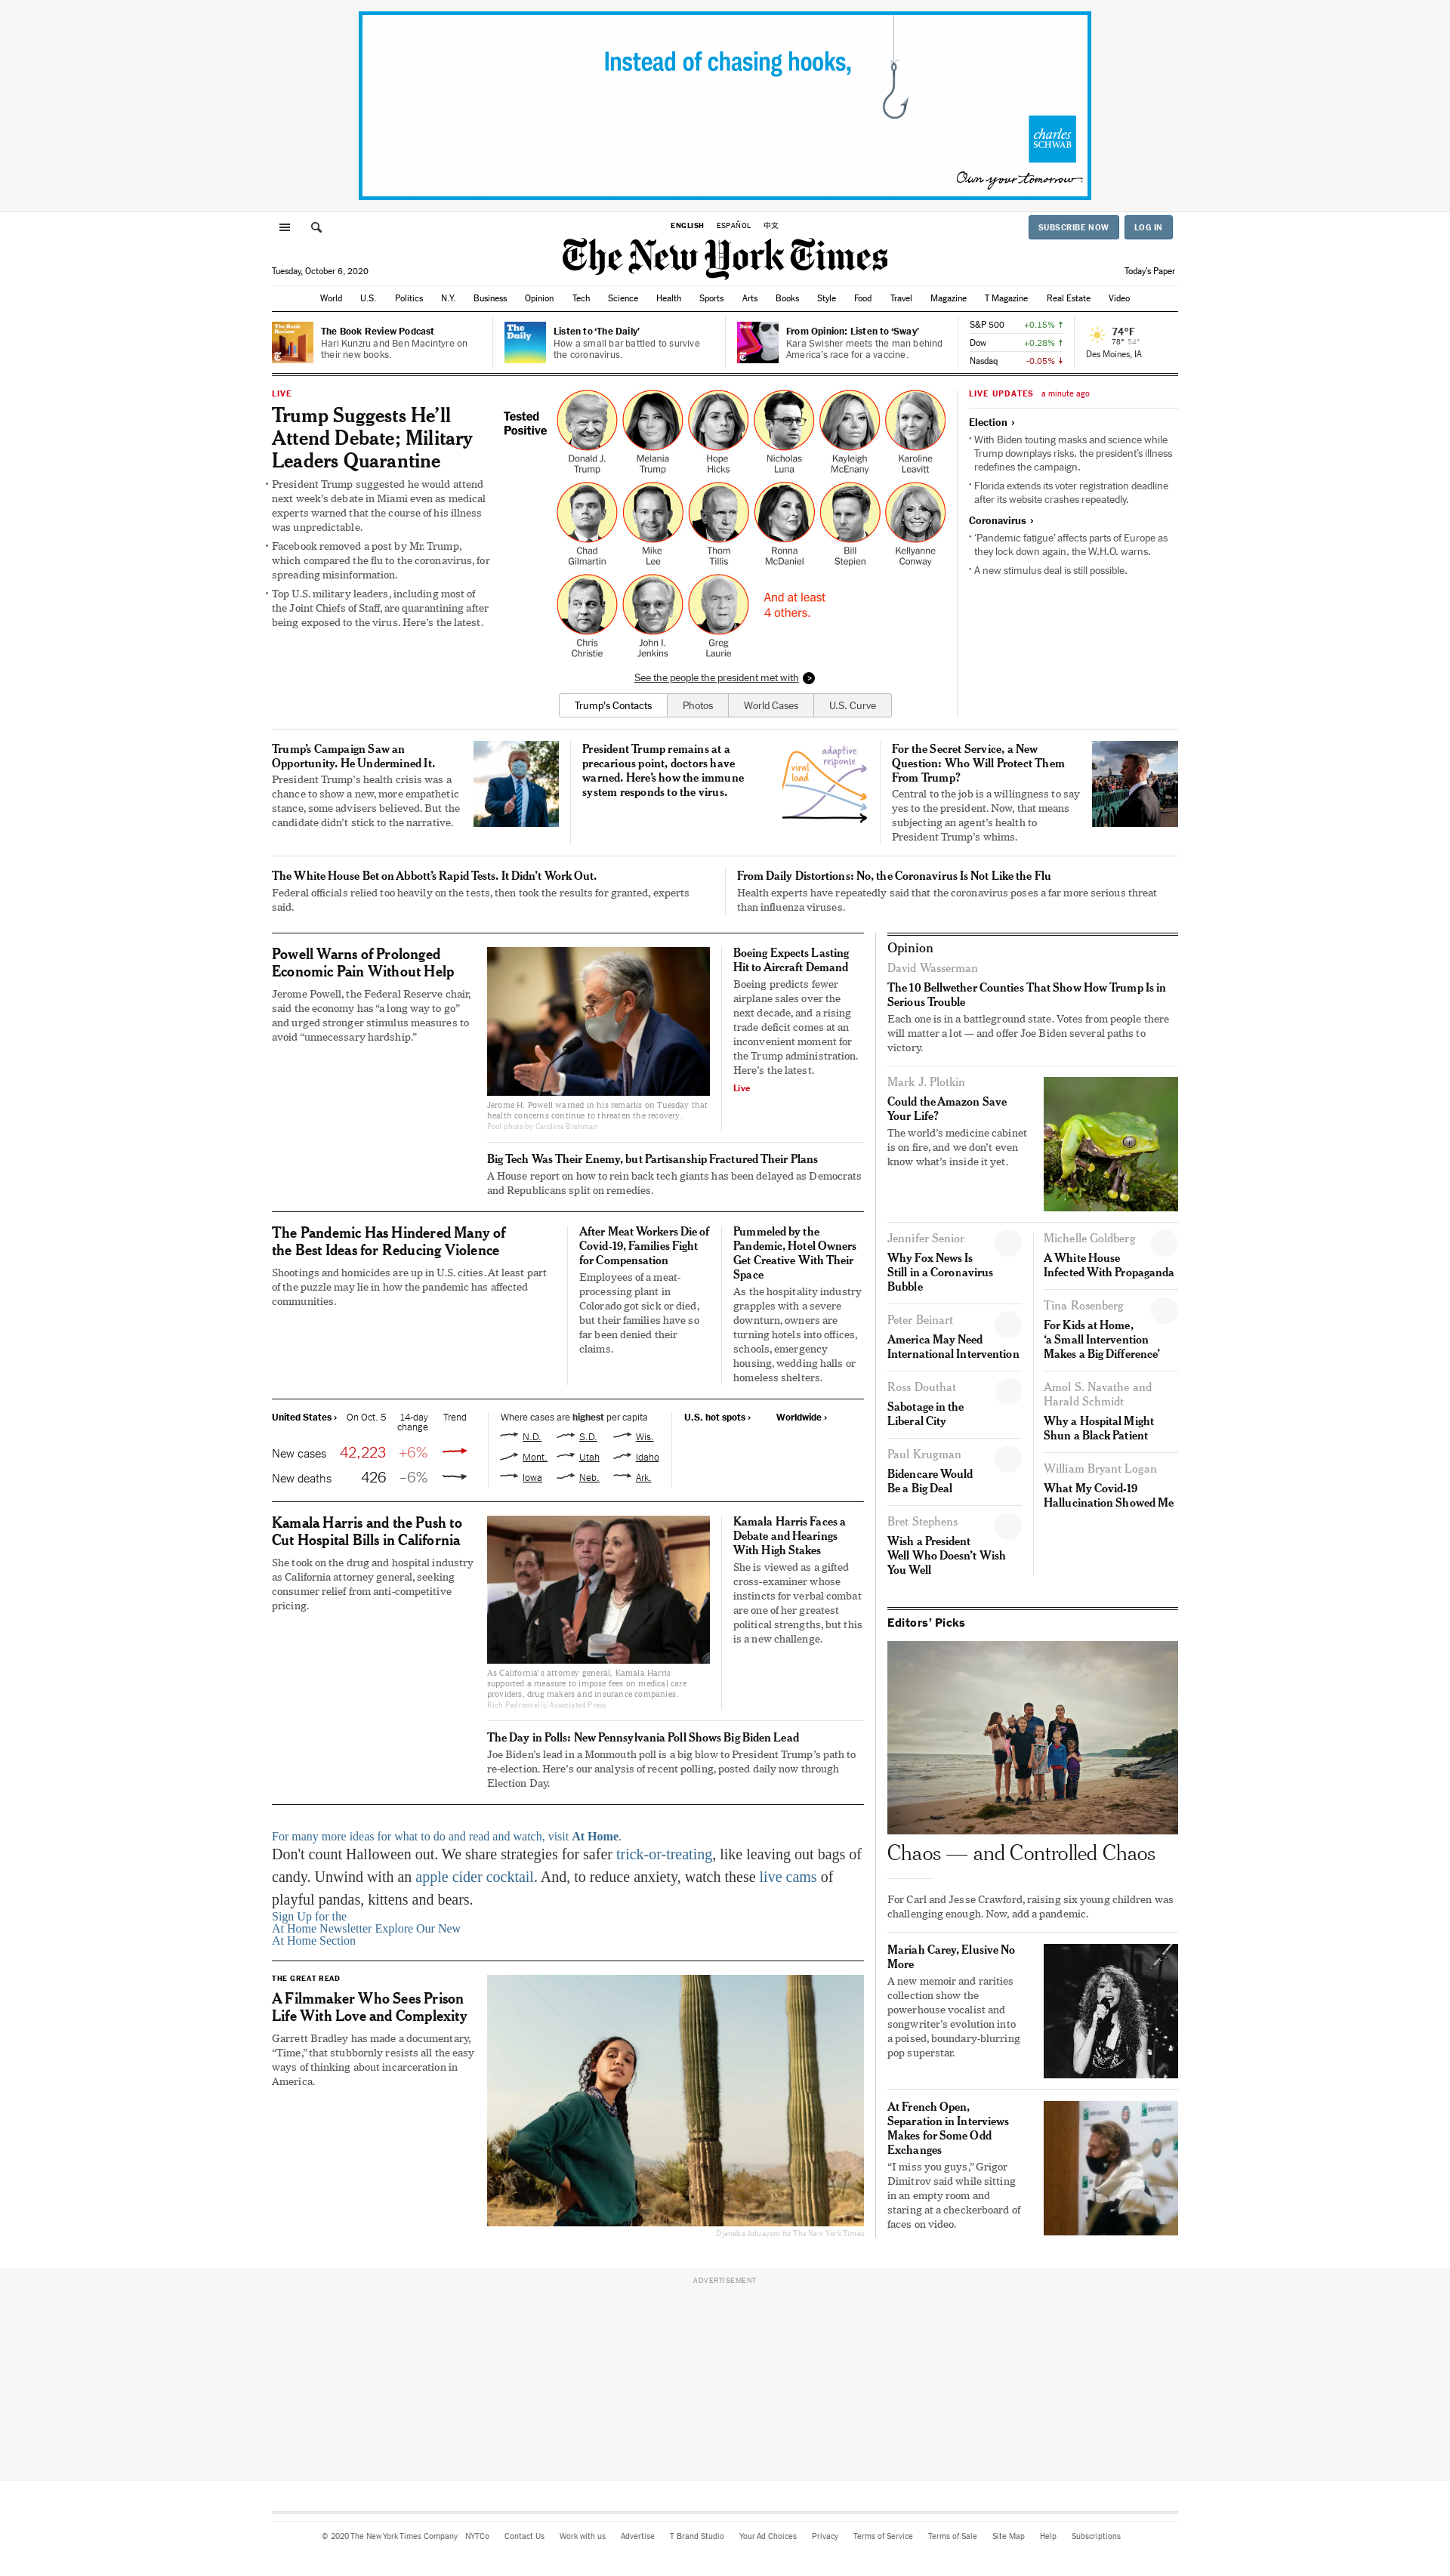 Instead of chasing hooks,
charles
SCHWAB
Own your tomorrow
ENGLISH ESPAÑOL 中文
SUBSCRIBE NOW LOG IN
The New York Times
Tuesday, October 6, 2020
Today's Paper
World U.S. Politics N.Y. Business Opinion Tech Science Health Sports Arts Books Style Food Travel Magazine T Magazine Real Estate Video
The Book Review Podcast
Hari Kunzru and Ben Macintyre on
their new books.
The
Daily
Listen to ‘The Daily’
How a small bar battled to survive
the coronavirus.
Sway
From Opinion: Listen to ‘Sway’
Kara Swisher meets the man behind
America's race for a vaccine.
S&P 500 +0.15% ↑
Dow +0.28% ↑
Nasdaq -0.05% ↓
74°F
78° 54°
Des Moines, IA
LIVE
Trump Suggests He’ll
Attend Debate; Military
Leaders Quarantine
• President Trump suggested he would attend
next week’s debate in Miami even as medical
experts warned that the course of his illness
was unpredictable.
• Facebook removed a post by Mr. Trump,
which compared the flu to the coronavirus, for
spreading misinformation.
• Top U.S. military leaders, including most of
the Joint Chiefs of Staff, are quarantining after
being exposed to the virus. Here’s the latest.
Tested
Positive
Donald J.
Trump
Melania
Trump
Hope
Hicks
Nicholas
Luna
Kayleigh
McEnany
Karoline
Leavitt
Chad
Gilmartin
Mike
Lee
Thom
Tillis
Ronna
McDaniel
Bill
Stepien
Kellyanne
Conway
Chris
Christie
John I.
Jenkins
Greg
Laurie
And at least
4 others.
See the people the president met with >
Trump's Contacts Photos World Cases U.S. Curve
LIVE UPDATES a minute ago
Election ›
• With Biden touting masks and science while
Trump downplays risks, the president's illness
redefines the campaign.
• Florida extends its voter registration deadline
after its website crashes repeatedly.
Coronavirus ›
• ‘Pandemic fatigue’ affects parts of Europe as
they lock down again, the W.H.O. warns.
• A new stimulus deal is still possible.
Trump’s Campaign Saw an
Opportunity. He Undermined It.
President Trump’s health crisis was a
chance to show a new, more empathetic
stance, some advisers believed. But the
candidate didn’t stick to the narrative.
President Trump remains at a
precarious point, doctors have
warned. Here’s how the immune
system responds to the virus.
adaptive
response
viral
load
For the Secret Service, a New
Question: Who Will Protect Them
From Trump?
Central to the job is a willingness to say
yes to the president. Now, that means
subjecting an agent’s health to
President Trump’s whims.
The White House Bet on Abbott’s Rapid Tests. It Didn’t Work Out.
Federal officials relied too heavily on the tests, then took the results for granted, experts
said.
From Daily Distortions: No, the Coronavirus Is Not Like the Flu
Health experts have repeatedly said that the coronavirus poses a far more serious threat
than influenza viruses.
Powell Warns of Prolonged
Economic Pain Without Help
Jerome Powell, the Federal Reserve chair,
said the economy has “a long way to go”
and urged stronger stimulus measures to
avoid “unnecessary hardship.”
Jerome H. Powell warned in his remarks on Tuesday that
health concerns continue to threaten the recovery.
Pool photo by Caroline Brehman
Boeing Expects Lasting
Hit to Aircraft Demand
Boeing predicts fewer
airplane sales over the
next decade, and a rising
trade deficit comes at an
inconvenient moment for
the Trump administration.
Here’s the latest.
Live
Big Tech Was Their Enemy, but Partisanship Fractured Their Plans
A House report on how to rein back tech giants has been delayed as Democrats
and Republicans split on remedies.
The Pandemic Has Hindered Many of
the Best Ideas for Reducing Violence
Shootings and homicides are up in U.S. cities. At least part
of the puzzle may lie in how the pandemic has affected
communities.
After Meat Workers Die of
Covid-19, Families Fight
for Compensation
Employees of a meat-
processing plant in
Colorado got sick or died,
but their families have so
far been denied their
claims.
Pummeled by the
Pandemic, Hotel Owners
Get Creative With Their
Space
As the hospitality industry
grapples with a severe
downturn, owners are
turning hotels into offices,
schools, emergency
housing, wedding halls or
homeless shelters.
United States › On Oct. 5 14-day
change Trend
New cases 42,223 +6%
New deaths 426 –6%
Where cases are highest per capita
N.D. S.D. Wis.
Mont. Utah Idaho
Iowa Neb. Ark.
U.S. hot spots › Worldwide ›
Kamala Harris and the Push to
Cut Hospital Bills in California
She took on the drug and hospital industry
as California attorney general, seeking
consumer relief from anti-competitive
pricing.
As California's attorney general, Kamala Harris
supported a measure to impose fees on medical care
providers, drug makers and insurance companies.
Rich Pedroncelli/Associated Press
Kamala Harris Faces a
Debate and Hearings
With High Stakes
She is viewed as a gifted
cross-examiner whose
instincts for verbal combat
are one of her greatest
political strengths, but this
is a new challenge.
The Day in Polls: New Pennsylvania Poll Shows Big Biden Lead
Joe Biden’s lead in a Monmouth poll is a big blow to President Trump’s path to
re-election. Here’s our analysis of recent polling, posted daily now through
Election Day.
For many more ideas for what to do and read and watch, visit At Home.
Don't count Halloween out. We share strategies for safer trick-or-treating, like leaving out bags of
candy. Unwind with an apple cider cocktail. And, to reduce anxiety, watch these live cams of
playful pandas, kittens and bears.
Sign Up for the
At Home Newsletter Explore Our New
At Home Section
THE GREAT READ
A Filmmaker Who Sees Prison
Life With Love and Complexity
Garrett Bradley has made a documentary,
“Time,” that stubbornly resists all the easy
ways of thinking about incarceration in
America.
Djeneba Aduayom for The New York Times
Opinion
David Wasserman
The 10 Bellwether Counties That Show How Trump Is in
Serious Trouble
Each one is in a battleground state. Votes from people there
will matter a lot — and offer Joe Biden several paths to
victory.
Mark J. Plotkin
Could the Amazon Save
Your Life?
The world’s medicine cabinet
is on fire, and we don’t even
know what’s inside it yet.
Jennifer Senior
Why Fox News Is
Still in a Coronavirus
Bubble
Peter Beinart
America May Need
International Intervention
Ross Douthat
Sabotage in the
Liberal City
Paul Krugman
Bidencare Would
Be a Big Deal
Bret Stephens
Wish a President
Well Who Doesn’t Wish
You Well
Michelle Goldberg
A White House
Infected With Propaganda
Tina Rosenberg
For Kids at Home,
‘a Small Intervention
Makes a Big Difference’
Amol S. Navathe and
Harald Schmidt
Why a Hospital Might
Shun a Black Patient
William Bryant Logan
What My Covid-19
Hallucination Showed Me
Editors’ Picks
Chaos — and Controlled Chaos
For Carl and Jesse Crawford, raising six young children was
challenging enough. Now, add a pandemic.
Mariah Carey, Elusive No
More
A new memoir and rarities
collection show the
powerhouse vocalist and
songwriter’s evolution into
a poised, boundary-blurring
pop superstar.
At French Open,
Separation in Interviews
Makes for Some Odd
Exchanges
“I miss you guys,” Grigor
Dimitrov said while sitting
in an empty room and
staring at a checkerboard of
faces on video.
ADVERTISEMENT
© 2020 The New York Times Company NYTCo Contact Us Work with us Advertise T Brand Studio Your Ad Choices Privacy Terms of Service Terms of Sale Site Map Help Subscriptions